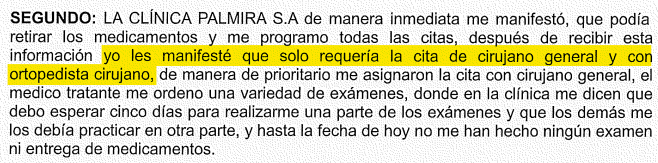 SEGUNDO: LA CLÍNICA PALMIRA S.A de manera inmediata me manifestó, que podía
retirar los medicamentos y me programo todas las citas, después de recibir esta
información yo les manifesté que solo requería la cita de cirujano general y con
ortopedista cirujano, de manera de prioritario me asignaron la cita con cirujano general, el
medico tratante me ordeno una variedad de exámenes, donde en la clínica me dicen que
debo esperar cinco días para realizarme una parte de los exámenes y que los demás me
los debía practicar en otra parte, y hasta la fecha de hoy no me han hecho ningún examen
ni entrega de medicamentos.